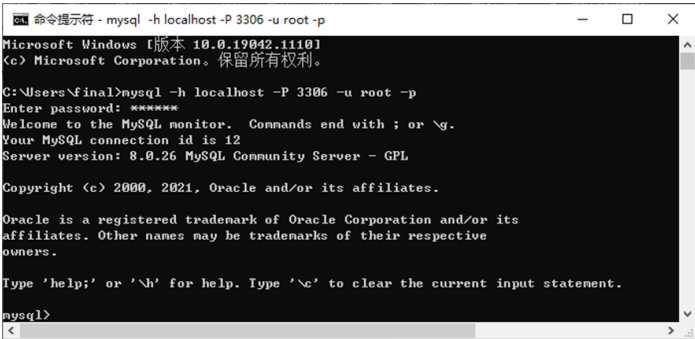 命令提示符 - mysql -h localhost -P 3306 -u root -p
Microsoft Windows [版本 10.0.19042.1110]
(c) Microsoft Corporation。保留所有权利。
C:\Users\final>mysql -h localhost -P 3306 -u root -p
Enter password: ******
Welcome to the MySQL monitor.  Commands end with ; or \g.
Your MySQL connection id is 12
Server version: 8.0.26 MySQL Community Server - GPL
Copyright (c) 2000, 2021, Oracle and/or its affiliates.
Oracle is a registered trademark of Oracle Corporation and/or its
affiliates. Other names may be trademarks of their respective
owners.
Type 'help;' or '\h' for help. Type '\c' to clear the current input statement.
mysql>